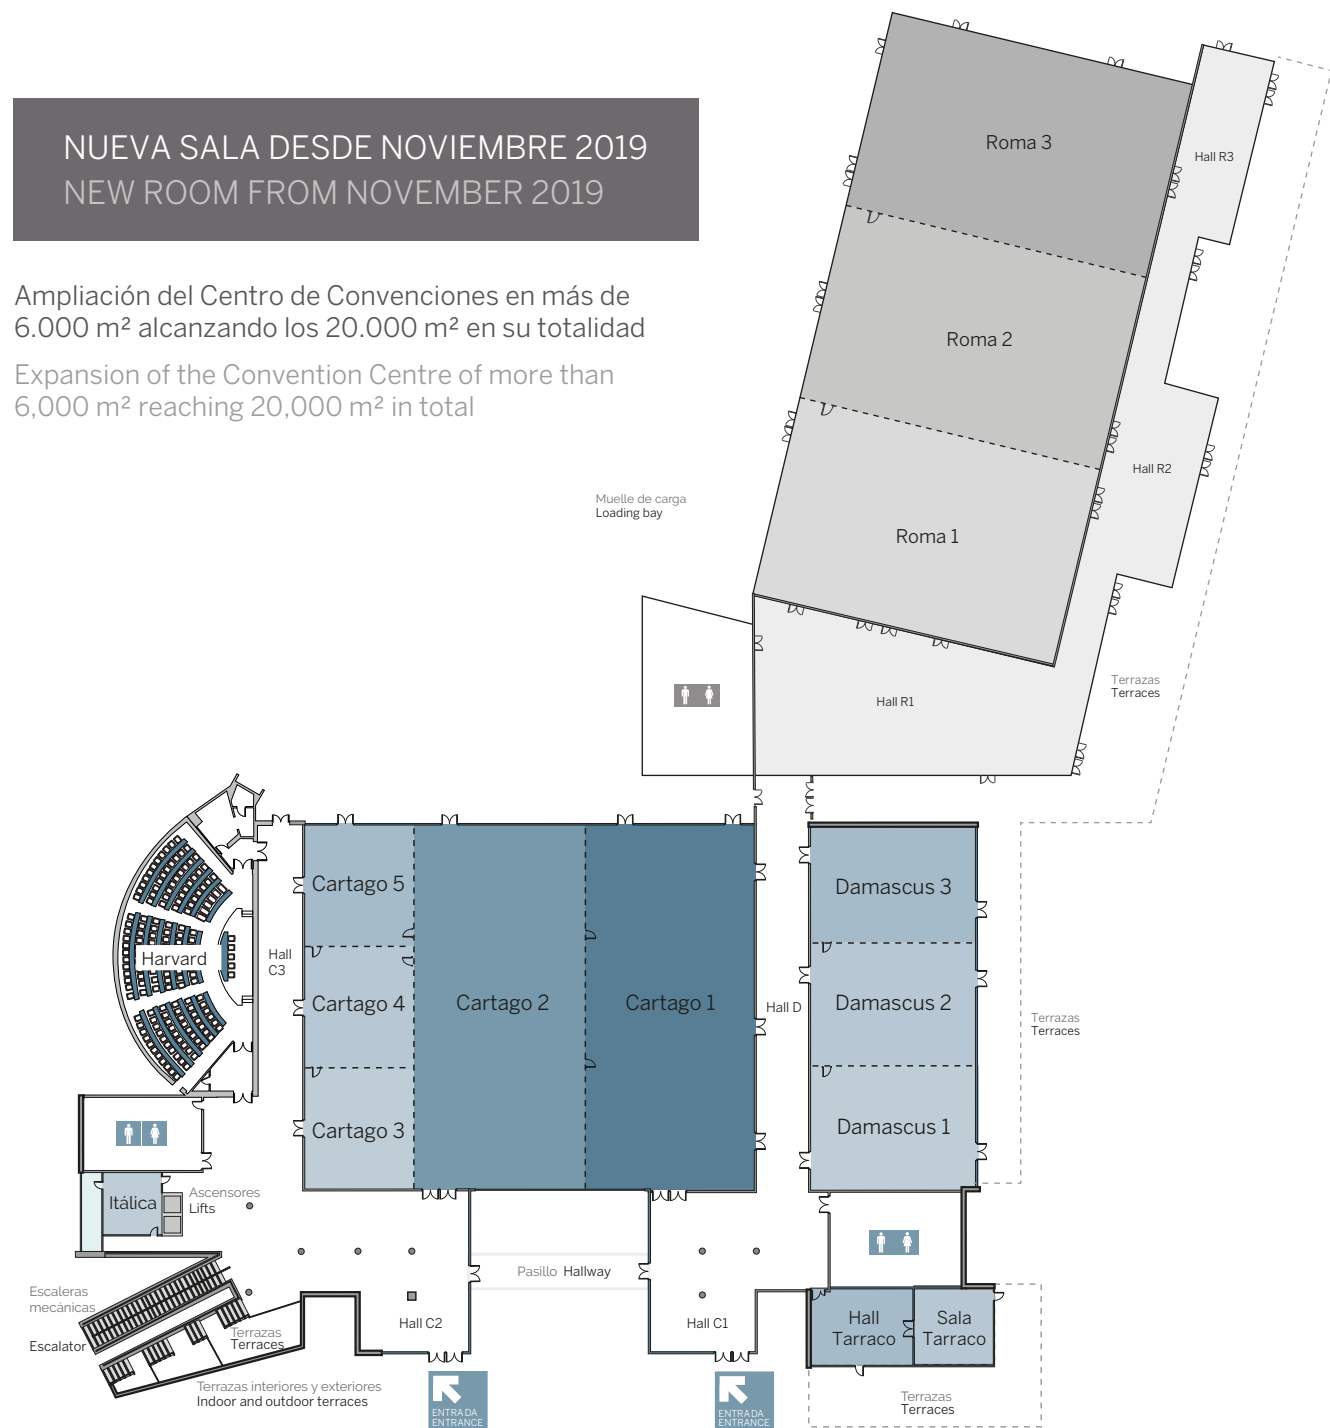 NUEVA SALA DESDE NOVIEMBRE 2019
NEW ROOM FROM NOVEMBER 2019
Ampliación del Centro de Convenciones en más de
6.000 m² alcanzando los 20.000 m² en su totalidad
Expansion of the Convention Centre of more than
6,000 m² reaching 20,000 m² in total
Roma 3
Hall R3
Roma 2
Hall R2
Muelle de carga
Loading bay
Roma 1
Terrazas
Terraces
Hall R1
Cartago 5
Damascus 3
Harvard
Hall
C3
Cartago 4
Cartago 2
Cartago 1
Hall D
Damascus 2
Terrazas
Terraces
Cartago 3
Damascus 1
Itálica
Ascensores
Lifts
Pasillo Hallway
Escaleras
mecánicas
Escalator
Terrazas
Terraces
Hall C2
Hall C1
Hall
Tarraco
Sala
Tarraco
Terrazas interiores y exteriores
Indoor and outdoor terraces
Terrazas
Terraces
ENTRADA
ENTRANCE
ENTRADA
ENTRANCE